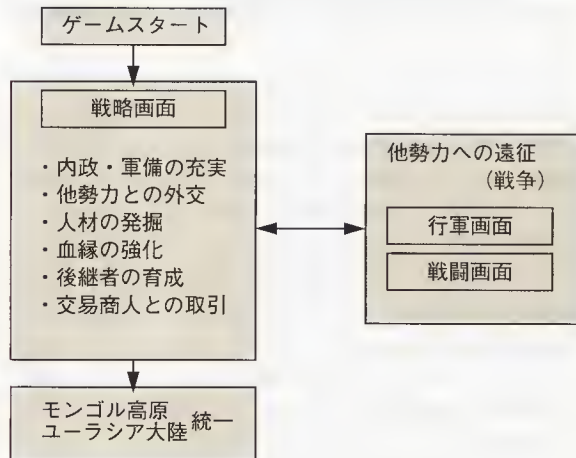 ゲームスタート
戦略画面
・内政・軍備の充実
・他勢力との外交
・人材の発掘
・血縁の強化
・後継者の育成
・交易商人との取引
他勢力への遠征
(戦争)
行軍画面
戦闘画面
モンゴル高原
ユーラシア大陸 統一